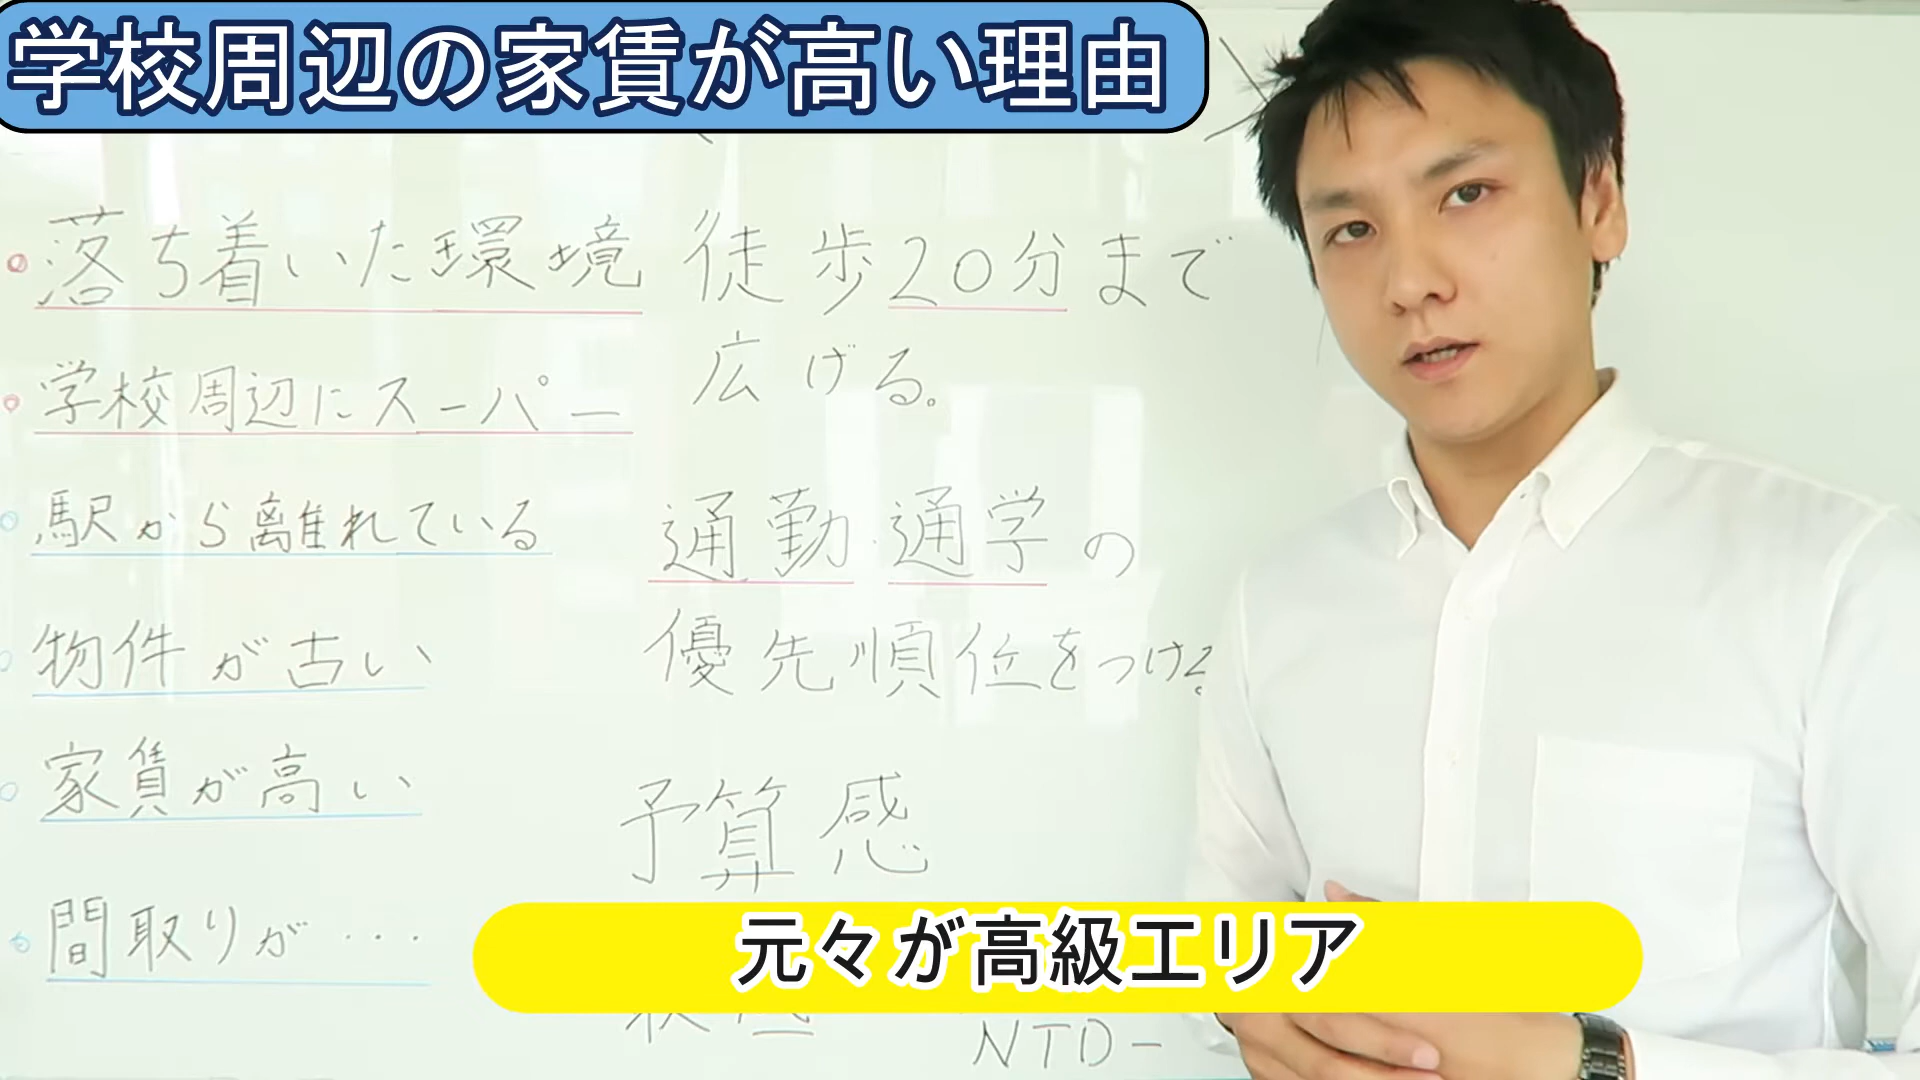 学校周辺の家賃が高い理由
落ち着いた環境
学校周辺にスーパー
駅から離れている
物件が古い
家賃が高い
間取りが・・・
徒歩20分まで
広げる。
通勤・通学の
優先順位をつける
予算感
元々が高級エリア
NTD-